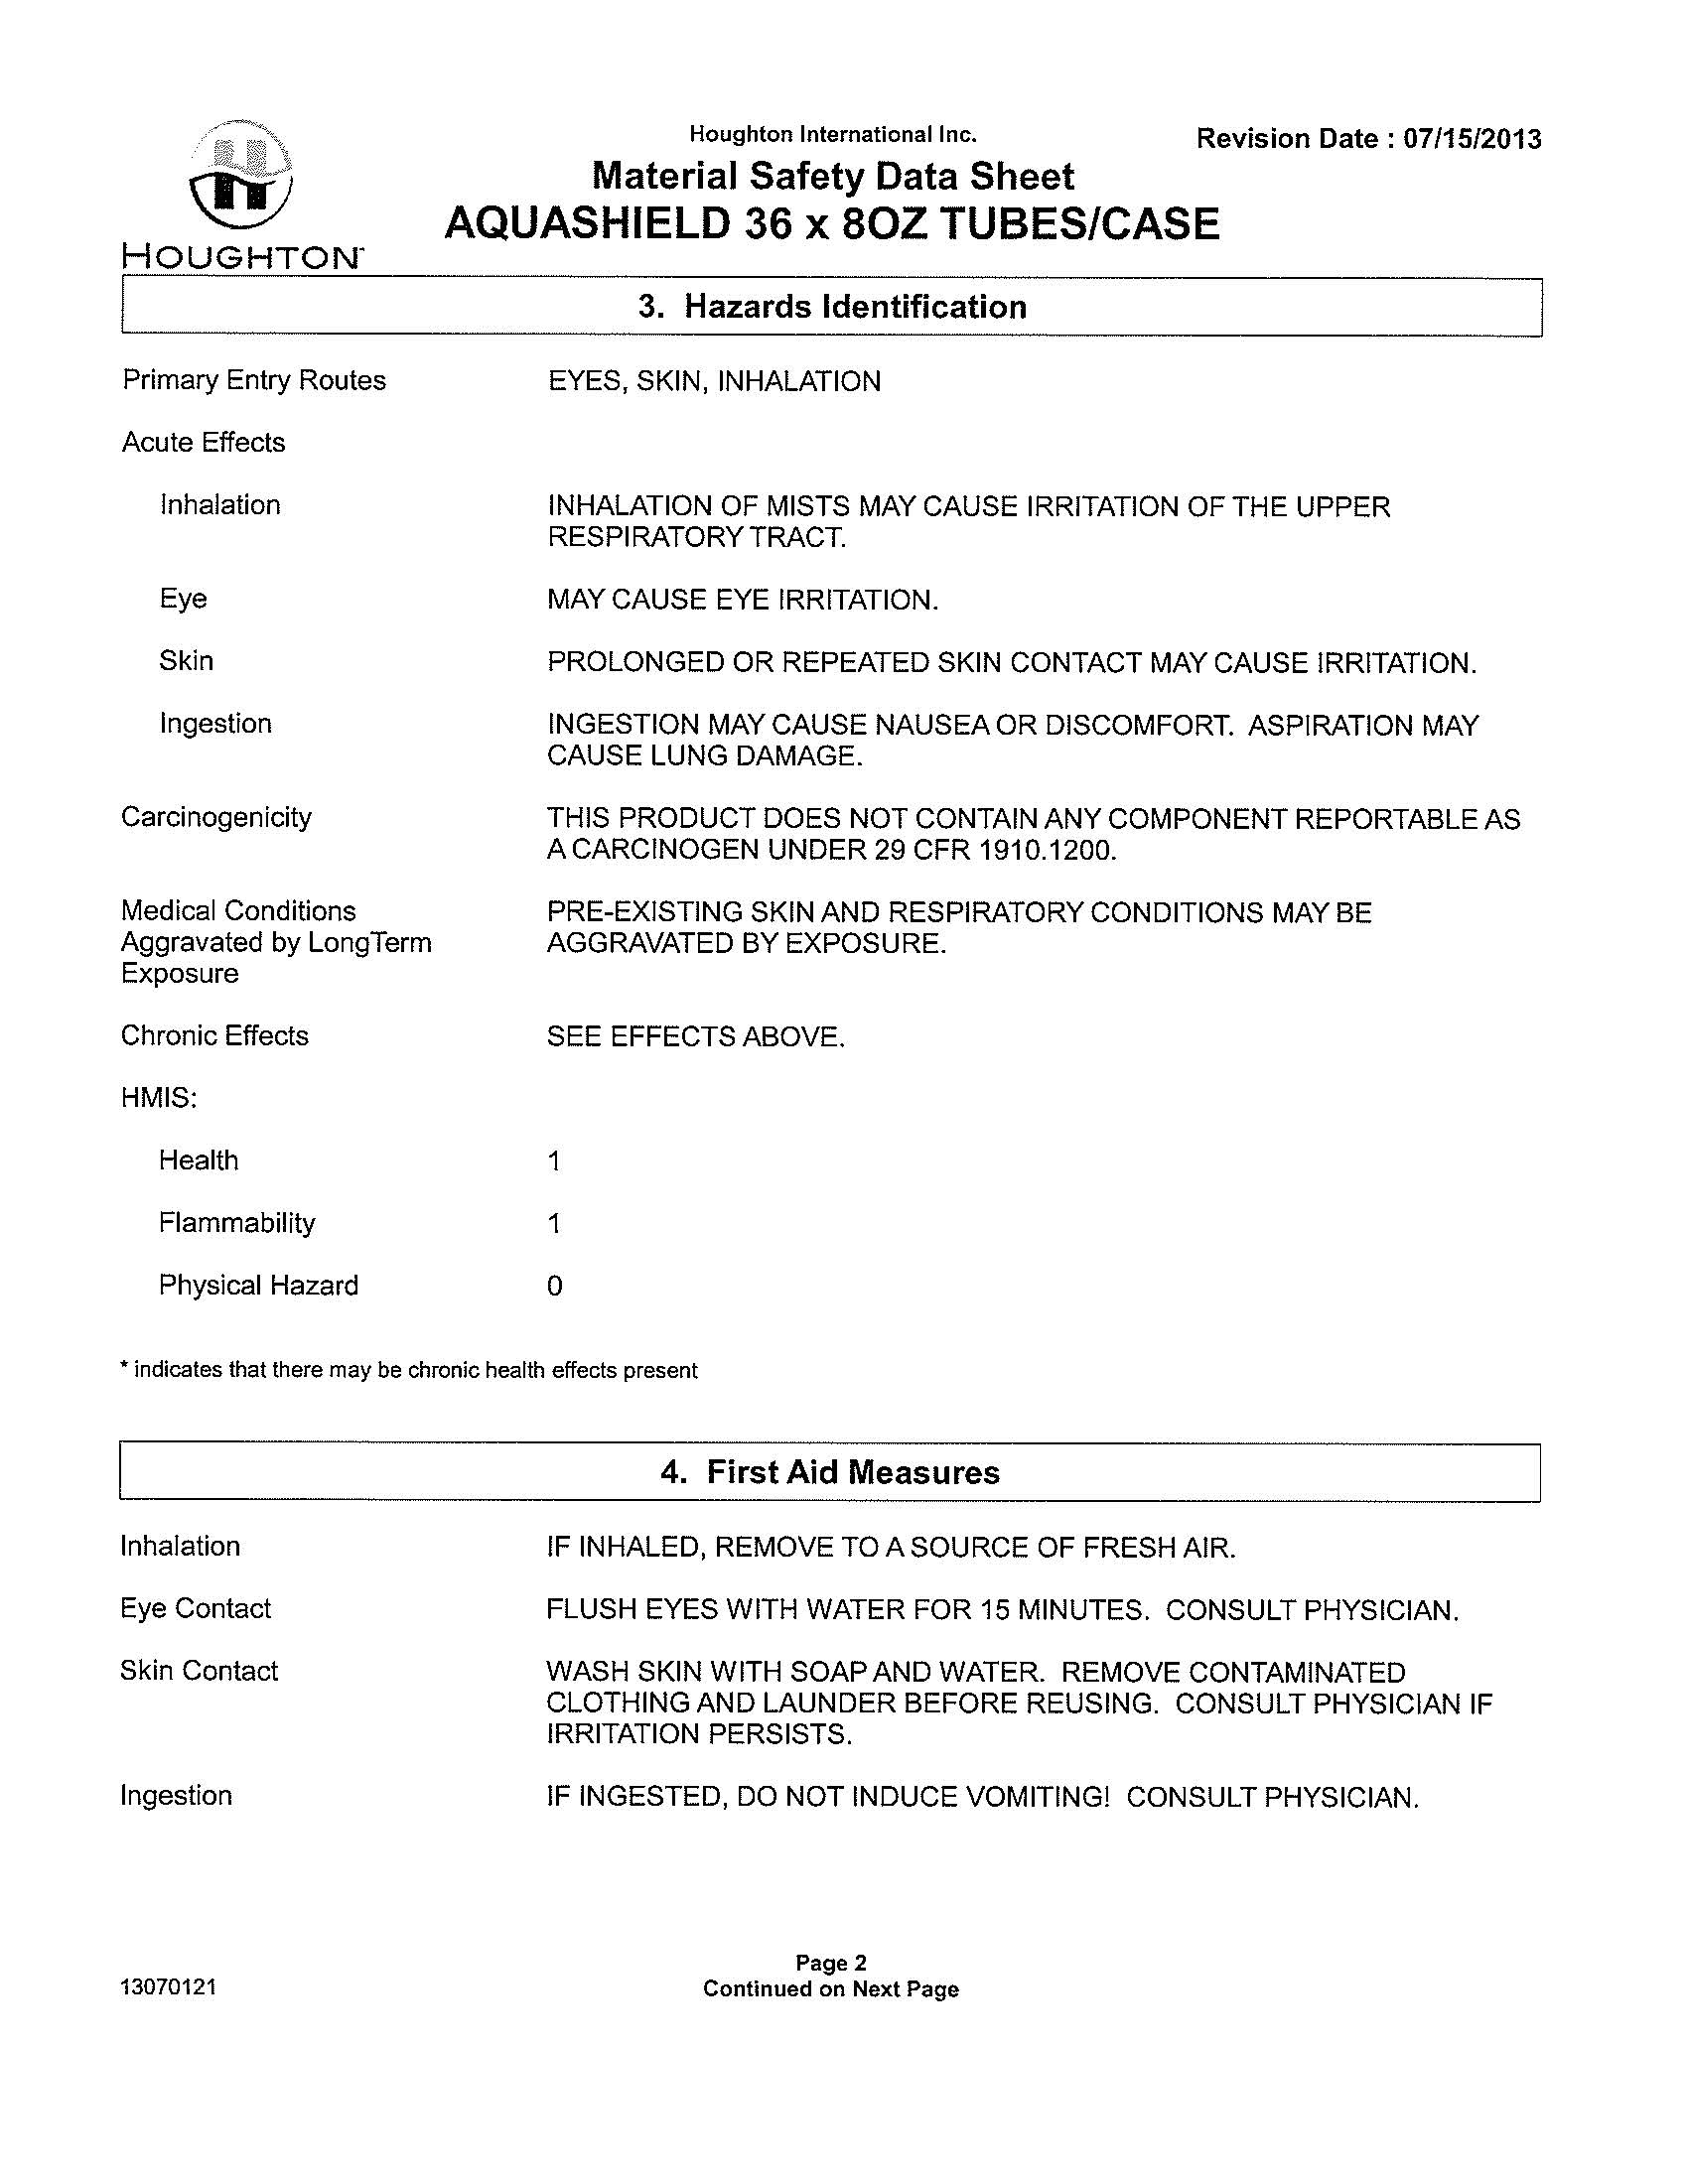 Houghton International Inc.
Revision Date : 07/15/2013
Material Safety Data Sheet
AQUASHIELD 36 x 8OZ TUBES/CASE
HOUGHTON
3. Hazards Identification
Primary Entry Routes EYES, SKIN, INHALATION
Acute Effects
Inhalation INHALATION OF MISTS MAY CAUSE IRRITATION OF THE UPPER
RESPIRATORY TRACT.
Eye MAY CAUSE EYE IRRITATION.
Skin PROLONGED OR REPEATED SKIN CONTACT MAY CAUSE IRRITATION.
Ingestion INGESTION MAY CAUSE NAUSEA OR DISCOMFORT. ASPIRATION MAY
CAUSE LUNG DAMAGE.
Carcinogenicity THIS PRODUCT DOES NOT CONTAIN ANY COMPONENT REPORTABLE AS
A CARCINOGEN UNDER 29 CFR 1910.1200.
Medical Conditions PRE-EXISTING SKIN AND RESPIRATORY CONDITIONS MAY BE
Aggravated by LongTerm AGGRAVATED BY EXPOSURE.
Exposure
Chronic Effects SEE EFFECTS ABOVE.
HMIS:
Health 1
Flammability 1
Physical Hazard 0
* indicates that there may be chronic health effects present
4. First Aid Measures
Inhalation IF INHALED, REMOVE TO A SOURCE OF FRESH AIR.
Eye Contact FLUSH EYES WITH WATER FOR 15 MINUTES. CONSULT PHYSICIAN.
Skin Contact WASH SKIN WITH SOAP AND WATER. REMOVE CONTAMINATED
CLOTHING AND LAUNDER BEFORE REUSING. CONSULT PHYSICIAN IF
IRRITATION PERSISTS.
Ingestion IF INGESTED, DO NOT INDUCE VOMITING! CONSULT PHYSICIAN.
Page 2
13070121 Continued on Next Page